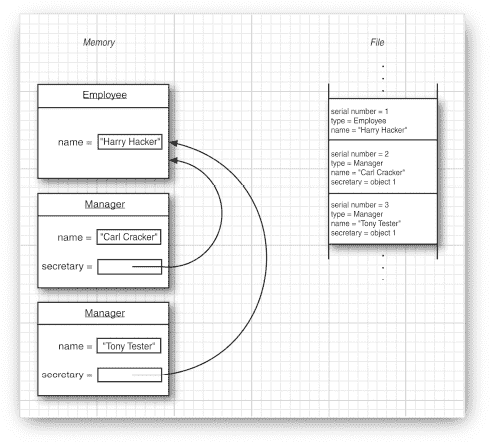 Memory
File
Employee
name = "Harry Hacker"
Manager
name = "Carl Cracker"
secretary =
Manager
name = "Tony Tester"
secretary =
serial number = 1
type = Employee
name = "Harry Hacker"
serial number = 2
type = Manager
name = "Carl Cracker"
secretary = object 1
serial number = 3
type = Manager
name = "Tony Tester"
secretary = object 1